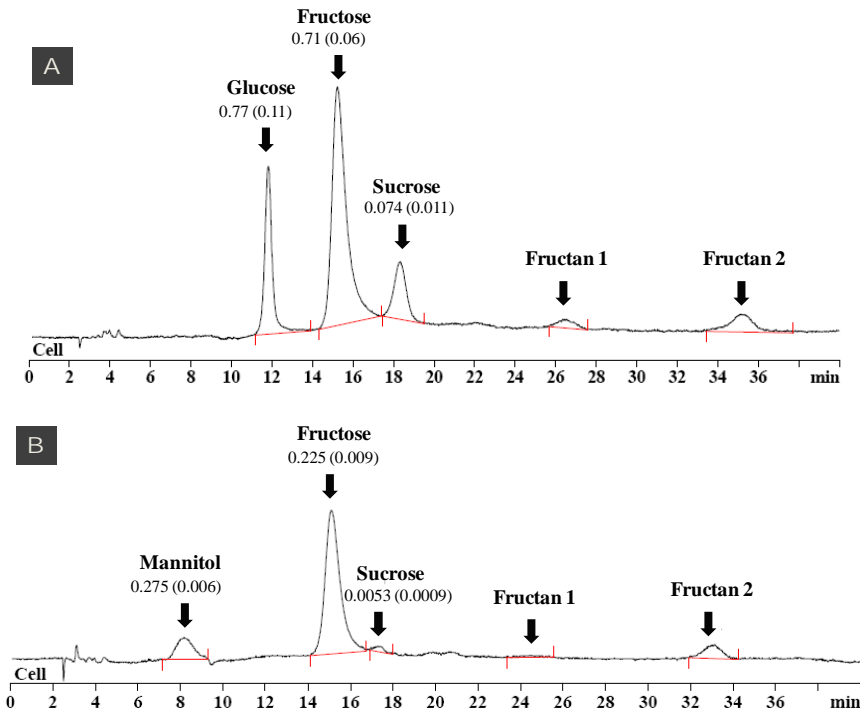 A
Fructose
0.71 (0.06)
Glucose
0.77 (0.11)
Sucrose
0.074 (0.011)
Fructan 1
Fructan 2
Cell
0 2 4 6 8 10 12 14 16 18 20 22 24 26 28 30 32 34 36 min
B
Fructose
0.225 (0.009)
Mannitol
0.275 (0.006)
Sucrose
0.0053 (0.0009)
Fructan 1
Fructan 2
Cell
0 2 4 6 8 10 12 14 16 18 20 22 24 26 28 30 32 34 36 38 min